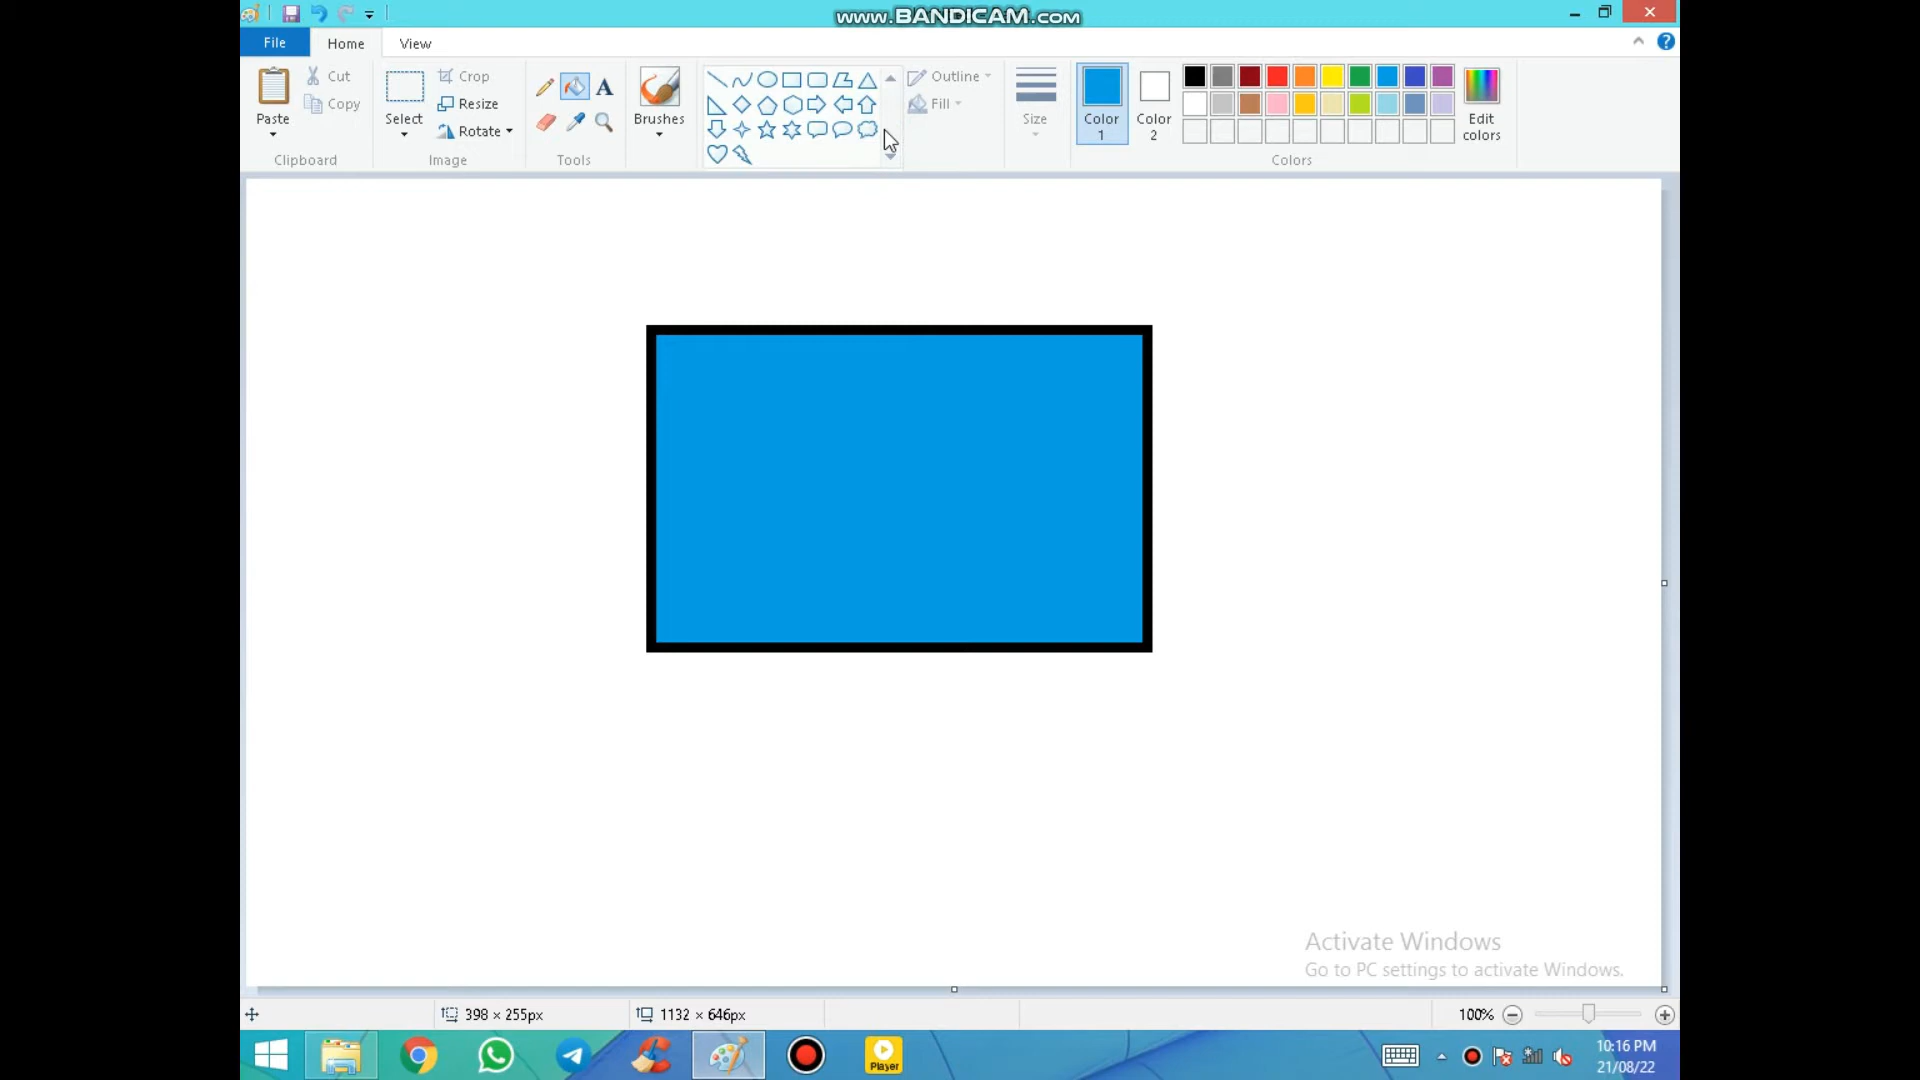 www.BANDICAM.com
File
Home
View
Paste
Cut
Copy
Clipboard
Select
Crop
Resize
Rotate
Image
A
Tools
Brushes
Outline
Fill
Size
Color 1
Color 2
Edit colors
Colors
Activate Windows
Go to PC settings to activate Windows.
398 × 255px
1132 × 646px
100%
Player
10:16 PM
21/08/22